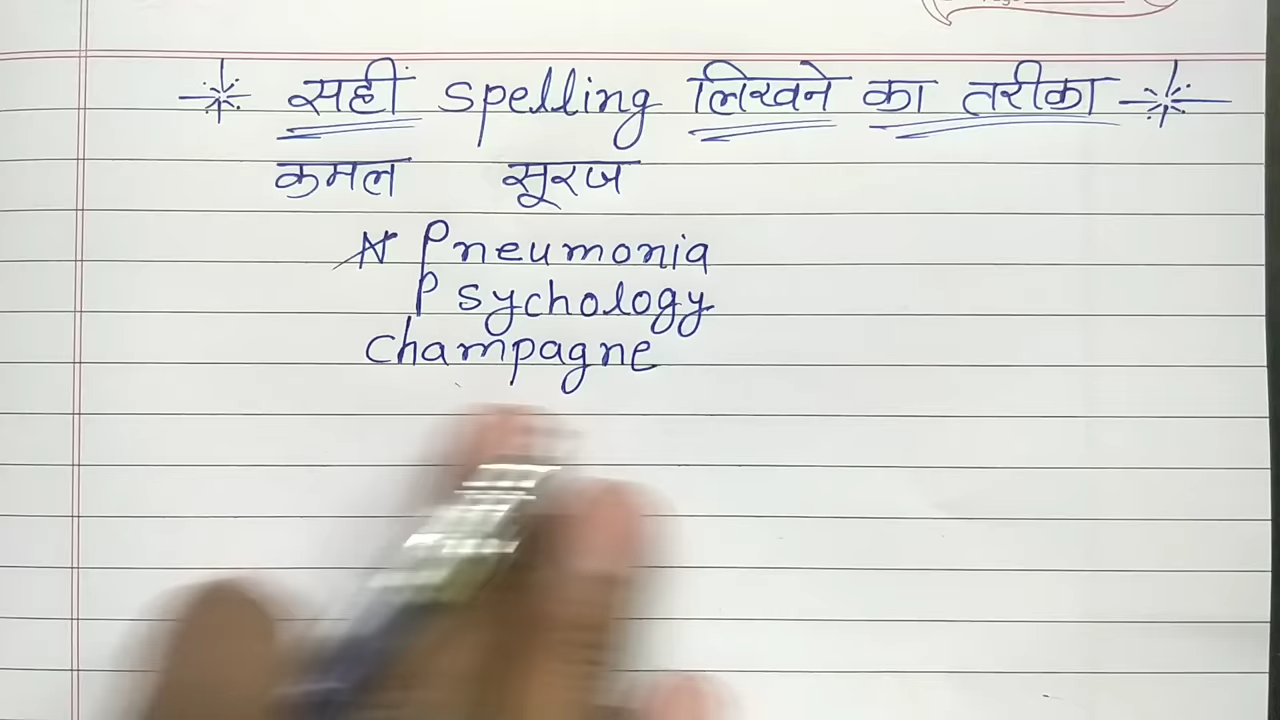 सही spelling लिखने का तरीका
कमल सूरज
N Pneumonia
Psychology
champagne